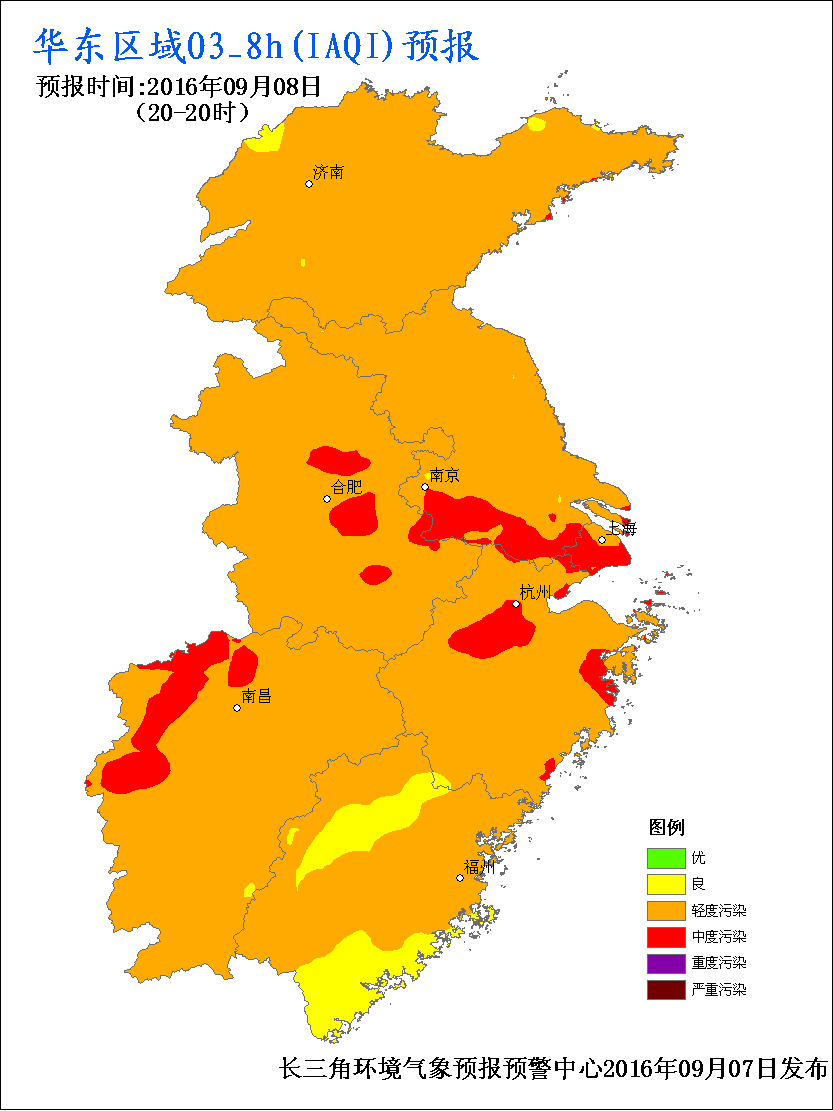 华东区域O3_8h(IAQI)预报
预报时间:2016年09月08日
(20-20时)
济南
南京
合肥
上海
杭州
南昌
福州
图例
优
良
轻度污染
中度污染
重度污染
严重污染
长三角环境气象预报预警中心2016年09月07日发布